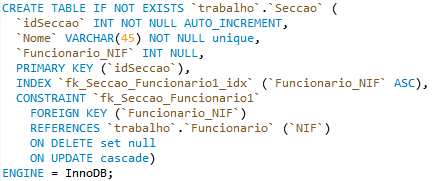 CREATE TABLE IF NOT EXISTS `trabalho`.`Seccao` (
`idSeccao` INT NOT NULL AUTO_INCREMENT,
`Nome` VARCHAR(45) NOT NULL unique,
`Funcionario_NIF` INT NULL,
PRIMARY KEY (`idSeccao`),
INDEX `fk_Seccao_Funcionario1_idx` (`Funcionario_NIF` ASC),
CONSTRAINT `fk_Seccao_Funcionario1`
FOREIGN KEY (`Funcionario_NIF`)
REFERENCES `trabalho`.`Funcionario` (`NIF`)
ON DELETE set null
ON UPDATE cascade)
ENGINE = InnoDB;